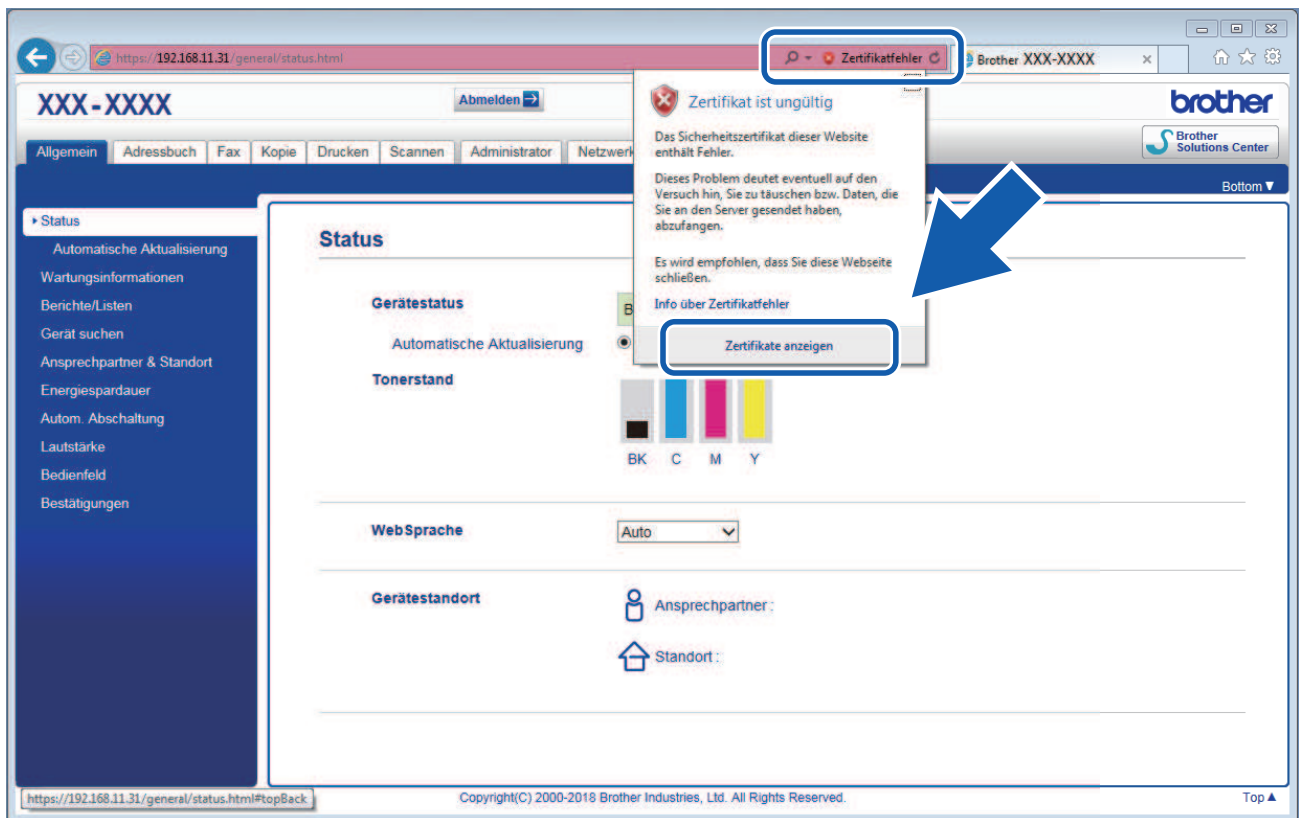 https://192.168.11.31/general/status.html
Zertifikatfehler
Brother XXX-XXXX
XXX-XXXX
Abmelden
brother
Brother
Solutions Center
Allgemein
Adressbuch
Fax
Kopie
Drucken
Scannen
Administrator
Netzwerk
Bottom▼
Zertifikat ist ungültig
Das Sicherheitszertifikat dieser Website
enthält Fehler.
Dieses Problem deutet eventuell auf den
Versuch hin, Sie zu täuschen bzw. Daten, die
Sie an den Server gesendet haben,
abzufangen.
Es wird empfohlen, dass Sie diese Webseite
schließen.
Info über Zertifikatfehler
Zertifikate anzeigen
Status
Automatische Aktualisierung
Wartungsinformationen
Berichte/Listen
Gerät suchen
Ansprechpartner & Standort
Energiespardauer
Autom. Abschaltung
Lautstärke
Bedienfeld
Bestätigungen
Status
Gerätestatus
Automatische Aktualisierung
Tonerstand
BK C M Y
WebSprache
Auto
Gerätestandort
Ansprechpartner :
Standort :
https://192.168.11.31/general/status.html#topBack
Copyright(C) 2000-2018 Brother Industries, Ltd. All Rights Reserved.
Top▲